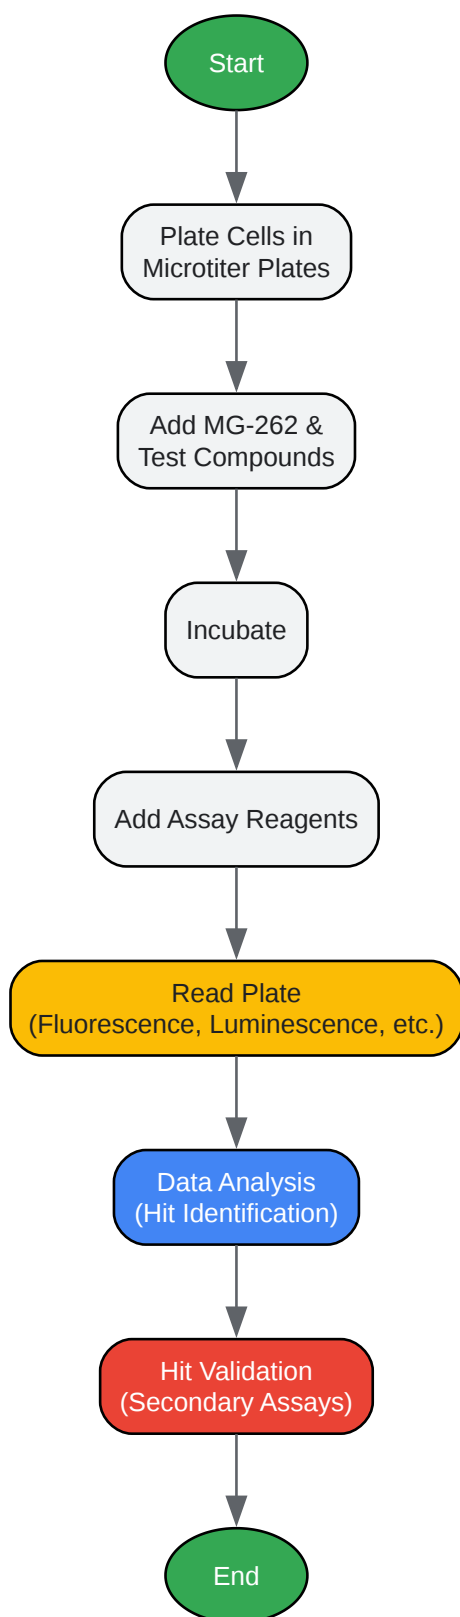 Start
Plate Cells in
Microtiter Plates
Add MG-262 &
Test Compounds
Incubate
Add Assay Reagents
Read Plate
(Fluorescence, Luminescence, etc.)
Data Analysis
(Hit Identification)
Hit Validation
(Secondary Assays)
End